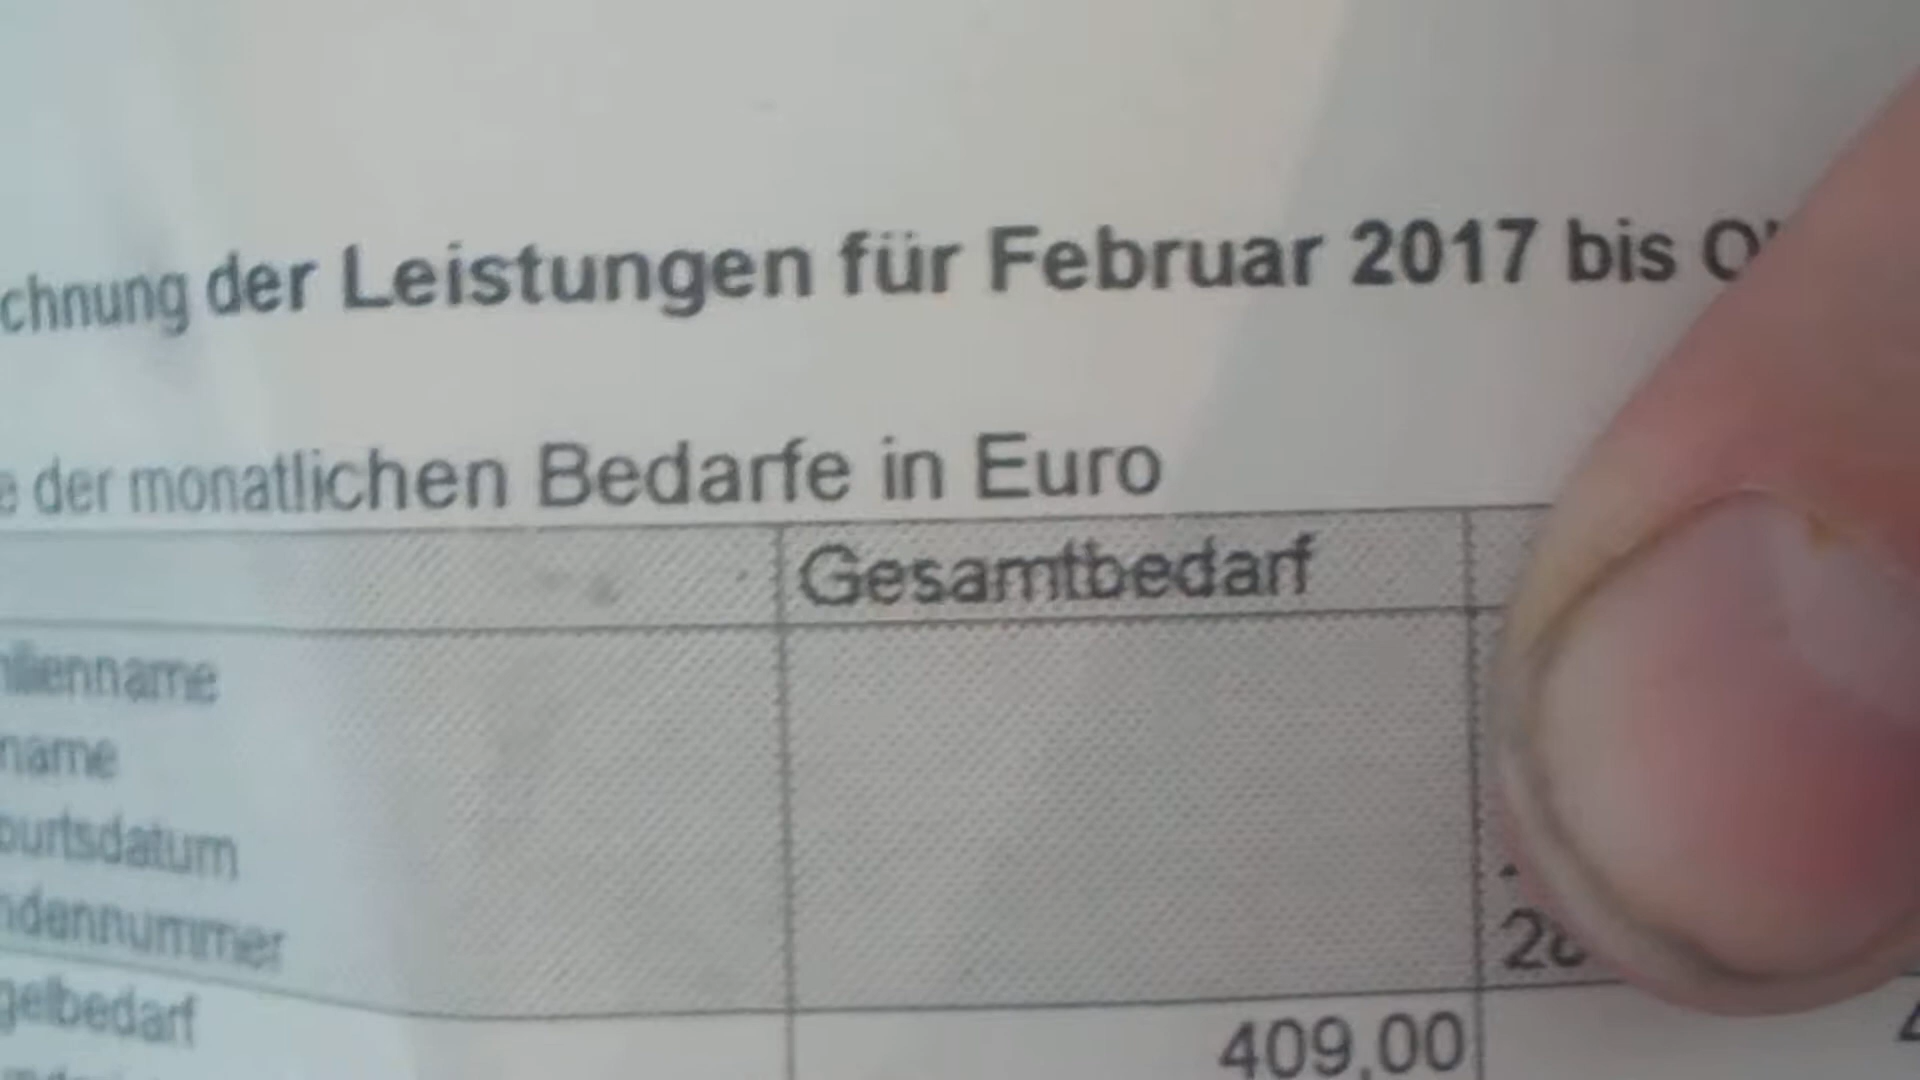 chnung der Leistungen für Februar 2017 bis
der monatlichen Bedarfe in Euro
Gesamtbedarf
ilienname
name
burtsdatum
ndennummer
gelbedarf
409,00